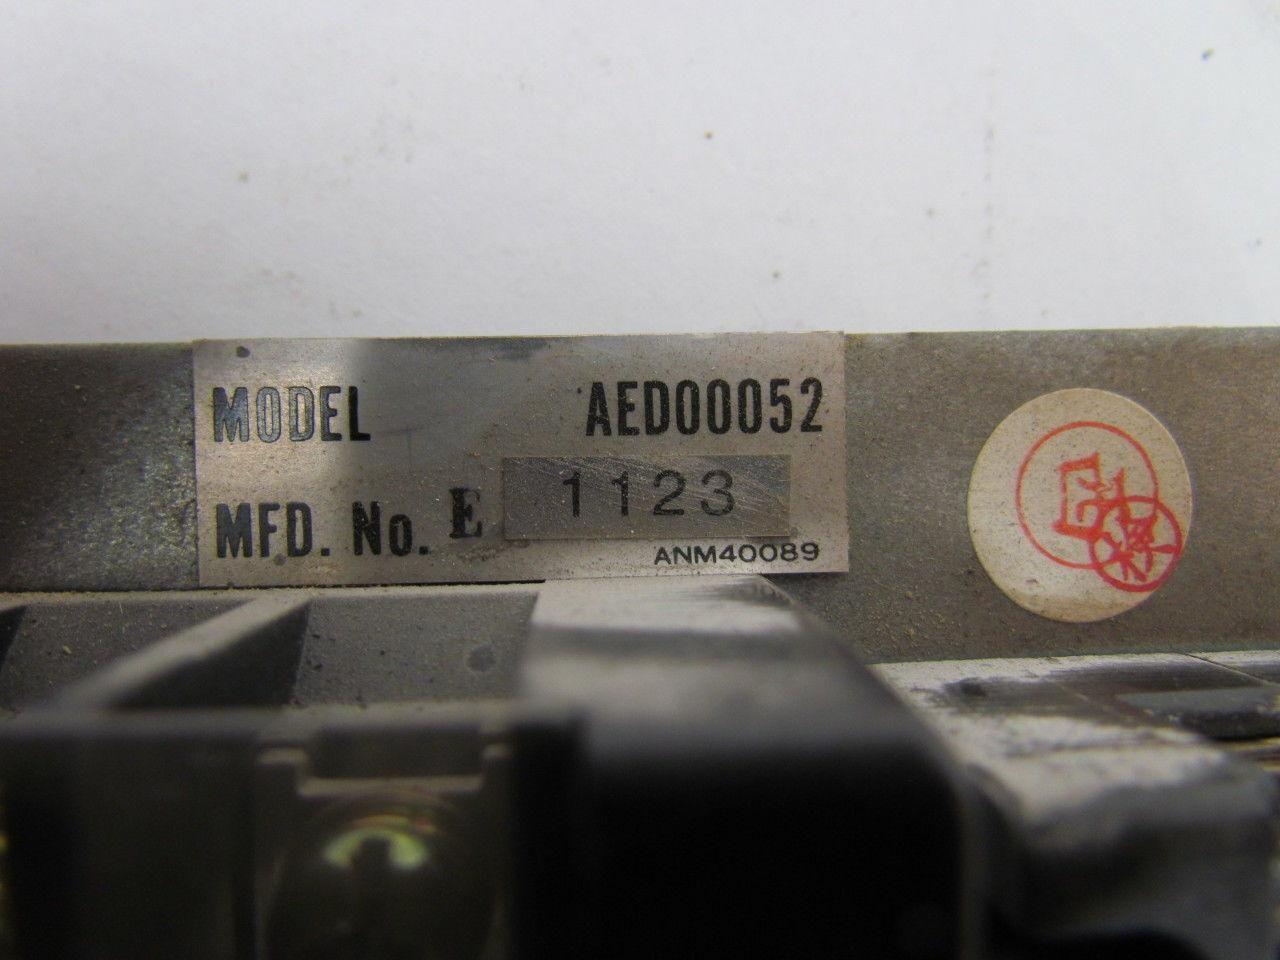 MODEL AED00052
MFD. No. E 1123
ANM40089